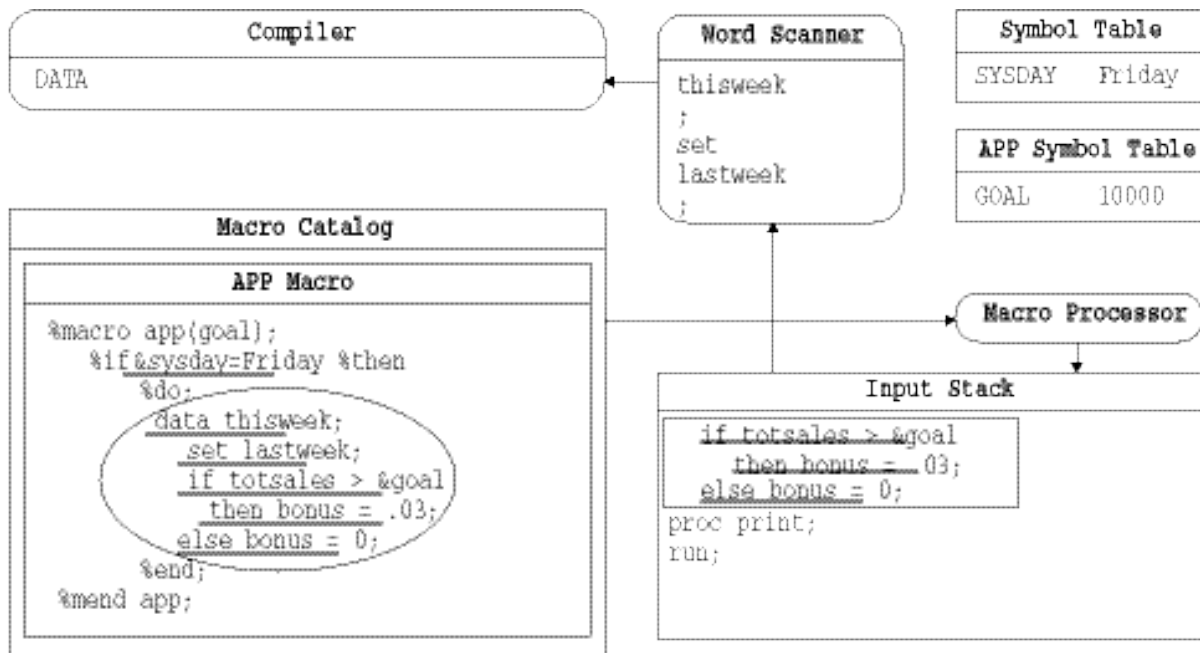 Compiler
DATA
Word Scanner
thisweek
;
set
lastweek
;
Symbol Table
SYSDAY Friday
APP Symbol Table
GOAL 10000
Macro Catalog
APP Macro
%macro app(goal);
%if &sysday=Friday %then
%do;
data thisweek;
set lastweek;
if totsales > &goal
then bonus = .03;
else bonus = 0;
%end;
%mend app;
Macro Processor
Input Stack
if totsales > &goal
then bonus = .03;
else bonus = 0;
proc print;
run;